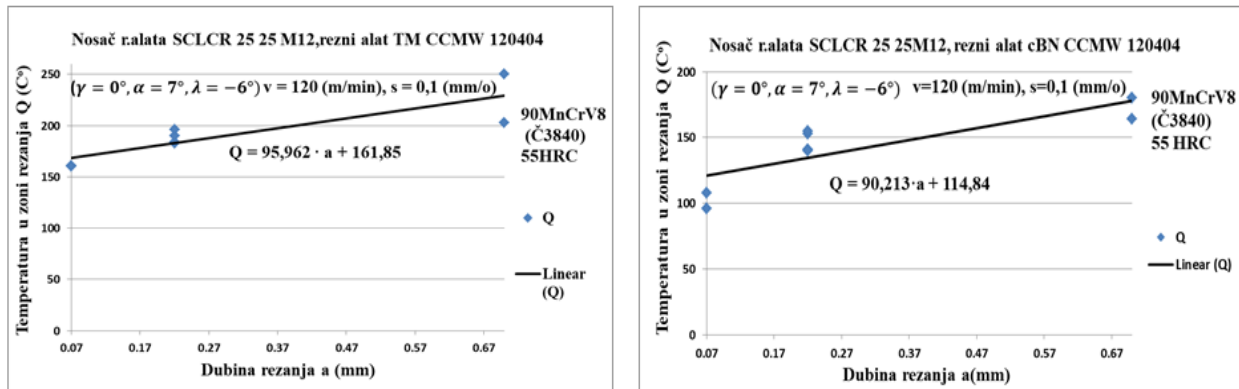 Nosač r.alata SCLCR 25 25 M12,rezni alat TM CCMW 120404
(γ = 0°, α = 7°, λ = −6°) v = 120 (m/min), s = 0,1 (mm/o)
Temperatura u zoni rezanja Q (C°)
250
200
150
100
50
0
Q = 95,962 · a + 161,85
90MnCrV8
(Č3840)
55HRC
Q
Linear
(Q)
0.07 0.17 0.27 0.37 0.47 0.57 0.67
Dubina rezanja a (mm)
Nosač r.alata SCLCR 25 25M12, rezni alat cBN CCMW 120404
(γ = 0°, α = 7°, λ = −6°) v=120 (m/min), s=0,1 (mm/o)
Temperatura u zoni rezanja Q (C°)
200
150
100
50
0
Q = 90,213·a + 114,84
90MnCrV8
(Č3840)
55 HRC
Q
Linear (Q)
0.07 0.17 0.27 0.37 0.47 0.57 0.67
Dubina rezanja a(mm)